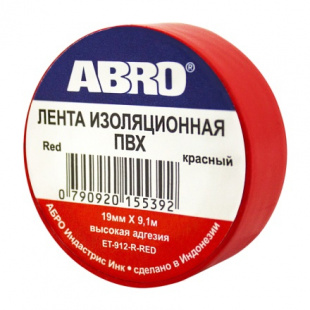 ABRO®
ЛЕНТА ИЗОЛЯЦИОННАЯ
ПВХ
Red
красный
0 790920 155392
19мм X 9,1м
высокая адгезия
ET-912-R-RED
АБРО Индастрис Инк • сделано в Индонезии